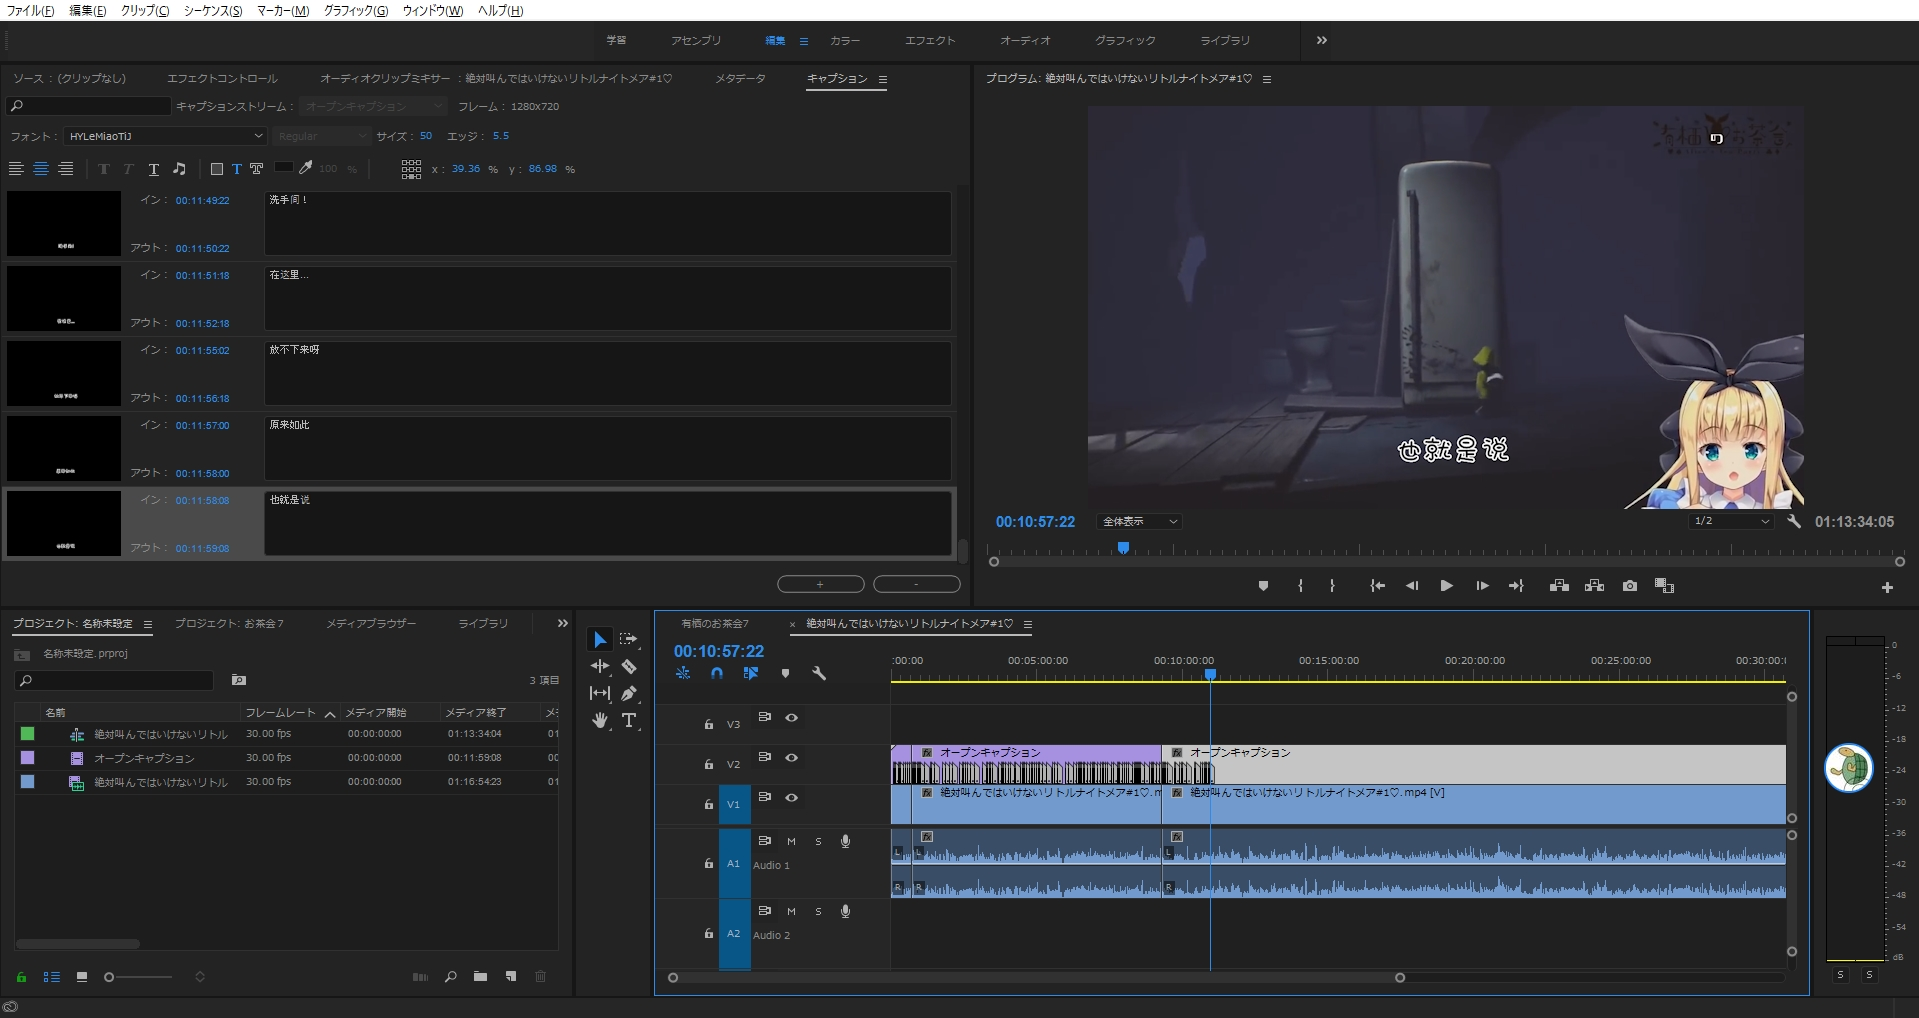 ファイル(F) 編集(E) クリップ(C) シーケンス(S) マーカー(M) グラフィック(G) ウィンドウ(W) ヘルプ(H)
学習 アセンブリ 編集 カラー エフェクト オーディオ グラフィック ライブラリ
ソース : (クリップなし) エフェクトコントロール オーディオクリップミキサー : 絶対叫んではいけないリトルナイトメア#1♡ メタデータ キャプション
キャプションストリーム : オープンキャプション フレーム : 1280x720
フォント : HYLeMiaoTiJ Regular サイズ : 50 エッジ : 5.5
100 % x : 39.36 % y : 86.98 %
イン : 00:11:49:22 洗手间！
アウト : 00:11:50:22
イン : 00:11:51:18 在这里...
アウト : 00:11:52:18
イン : 00:11:55:02 放不下来呀
アウト : 00:11:56:18
イン : 00:11:57:00 原来如此
アウト : 00:11:58:00
イン : 00:11:58:08 也就是说
アウト : 00:11:59:08
+ -
プログラム: 絶対叫んではいけないリトルナイトメア#1♡
有栖のお茶会
也就是说
00:10:57:22 全体表示 1/2 01:13:34:05
プロジェクト: 名称未設定 プロジェクト: お茶会7 メディアブラウザー ライブラリ
名称未設定.prproj
3 項目
名前 フレームレート メディア開始 メディア終了 メ
絶対叫んではいけないリトル 30.00 fps 00:00:00:00 01:13:34:04 01
オープンキャプション 30.00 fps 00:00:00:00 00:11:59:08 00
絶対叫んではいけないリトル 30.00 fps 00:00:00:00 01:16:54:23 01
有栖のお茶会7 × 絶対叫んではいけないリトルナイトメア#1♡
00:10:57:22
:00:00 00:05:00:00 00:10:00:00 00:15:00:00 00:20:00:00 00:25:00:00 00:30:00:
V3
V2 fx オープンキャプション fx オープンキャプション
V1 fx 絶対叫んではいけないリトルナイトメア#1♡.m fx 絶対叫んではいけないリトルナイトメア#1♡.mp4 [V]
A1 M S Audio 1 fx fx
L L L
R R R
A2 M S Audio 2
0
-6
-12
-18
-24
-30
-36
-42
-48
-54
dB
S S